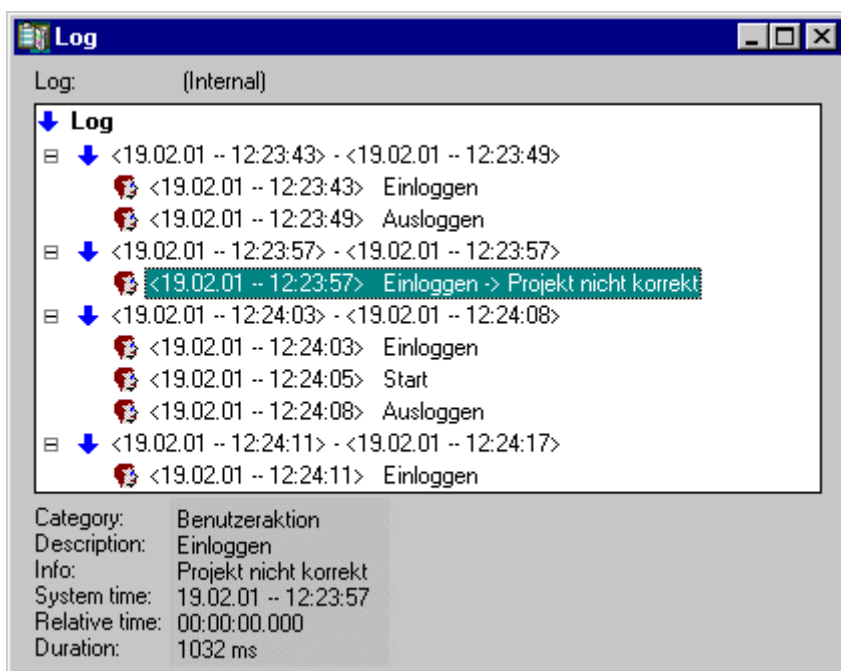 Log
Log: (Internal)
Log
<19.02.01 -- 12:23:43> - <19.02.01 -- 12:23:49>
<19.02.01 -- 12:23:43> Einloggen
<19.02.01 -- 12:23:49> Ausloggen
<19.02.01 -- 12:23:57> - <19.02.01 -- 12:23:57>
<19.02.01 -- 12:23:57> Einloggen -> Projekt nicht korrekt
<19.02.01 -- 12:24:03> - <19.02.01 -- 12:24:08>
<19.02.01 -- 12:24:03> Einloggen
<19.02.01 -- 12:24:05> Start
<19.02.01 -- 12:24:08> Ausloggen
<19.02.01 -- 12:24:11> - <19.02.01 -- 12:24:17>
<19.02.01 -- 12:24:11> Einloggen
Category: Benutzeraktion
Description: Einloggen
Info: Projekt nicht korrekt
System time: 19.02.01 -- 12:23:57
Relative time: 00:00:00.000
Duration: 1032 ms